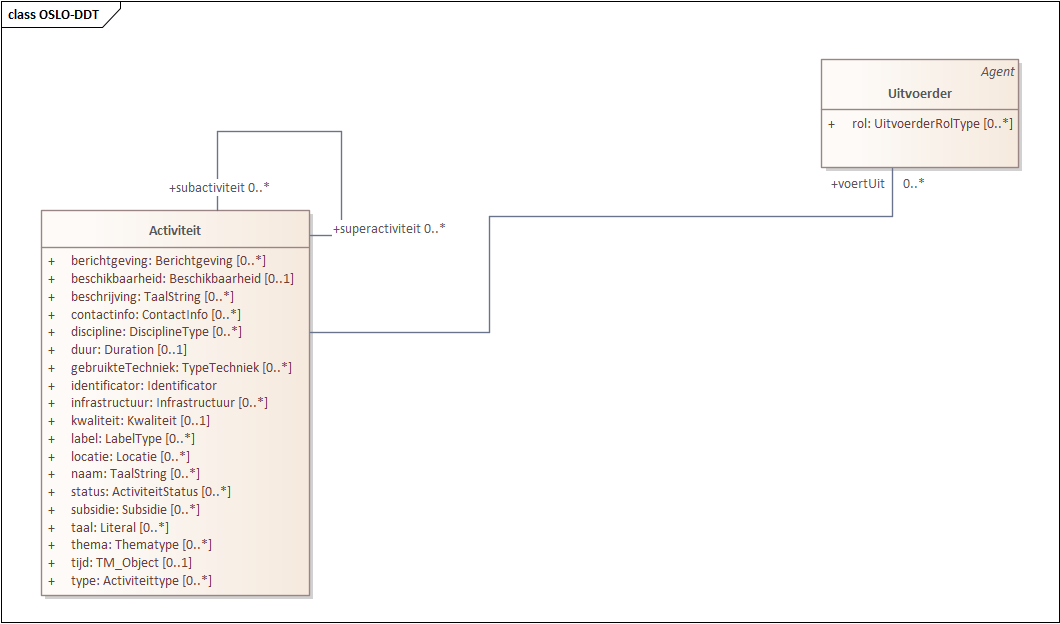 class OSLO-DDT
Agent
Uitvoerder
+ rol: UitvoerderRolType [0..*]
+voertUit 0..*
+subactiviteit 0..*
+superactiviteit 0..*
Activiteit
+ berichtgeving: Berichtgeving [0..*]
+ beschikbaarheid: Beschikbaarheid [0..1]
+ beschrijving: TaalString [0..*]
+ contactinfo: ContactInfo [0..*]
+ discipline: DisciplineType [0..*]
+ duur: Duration [0..1]
+ gebruikteTechniek: TypeTechniek [0..*]
+ identificator: Identificator
+ infrastructuur: Infrastructuur [0..*]
+ kwaliteit: Kwaliteit [0..1]
+ label: LabelType [0..*]
+ locatie: Locatie [0..*]
+ naam: TaalString [0..*]
+ status: ActiviteitStatus [0..*]
+ subsidie: Subsidie [0..*]
+ taal: Literal [0..*]
+ thema: Thematype [0..*]
+ tijd: TM_Object [0..1]
+ type: Activiteittype [0..*]